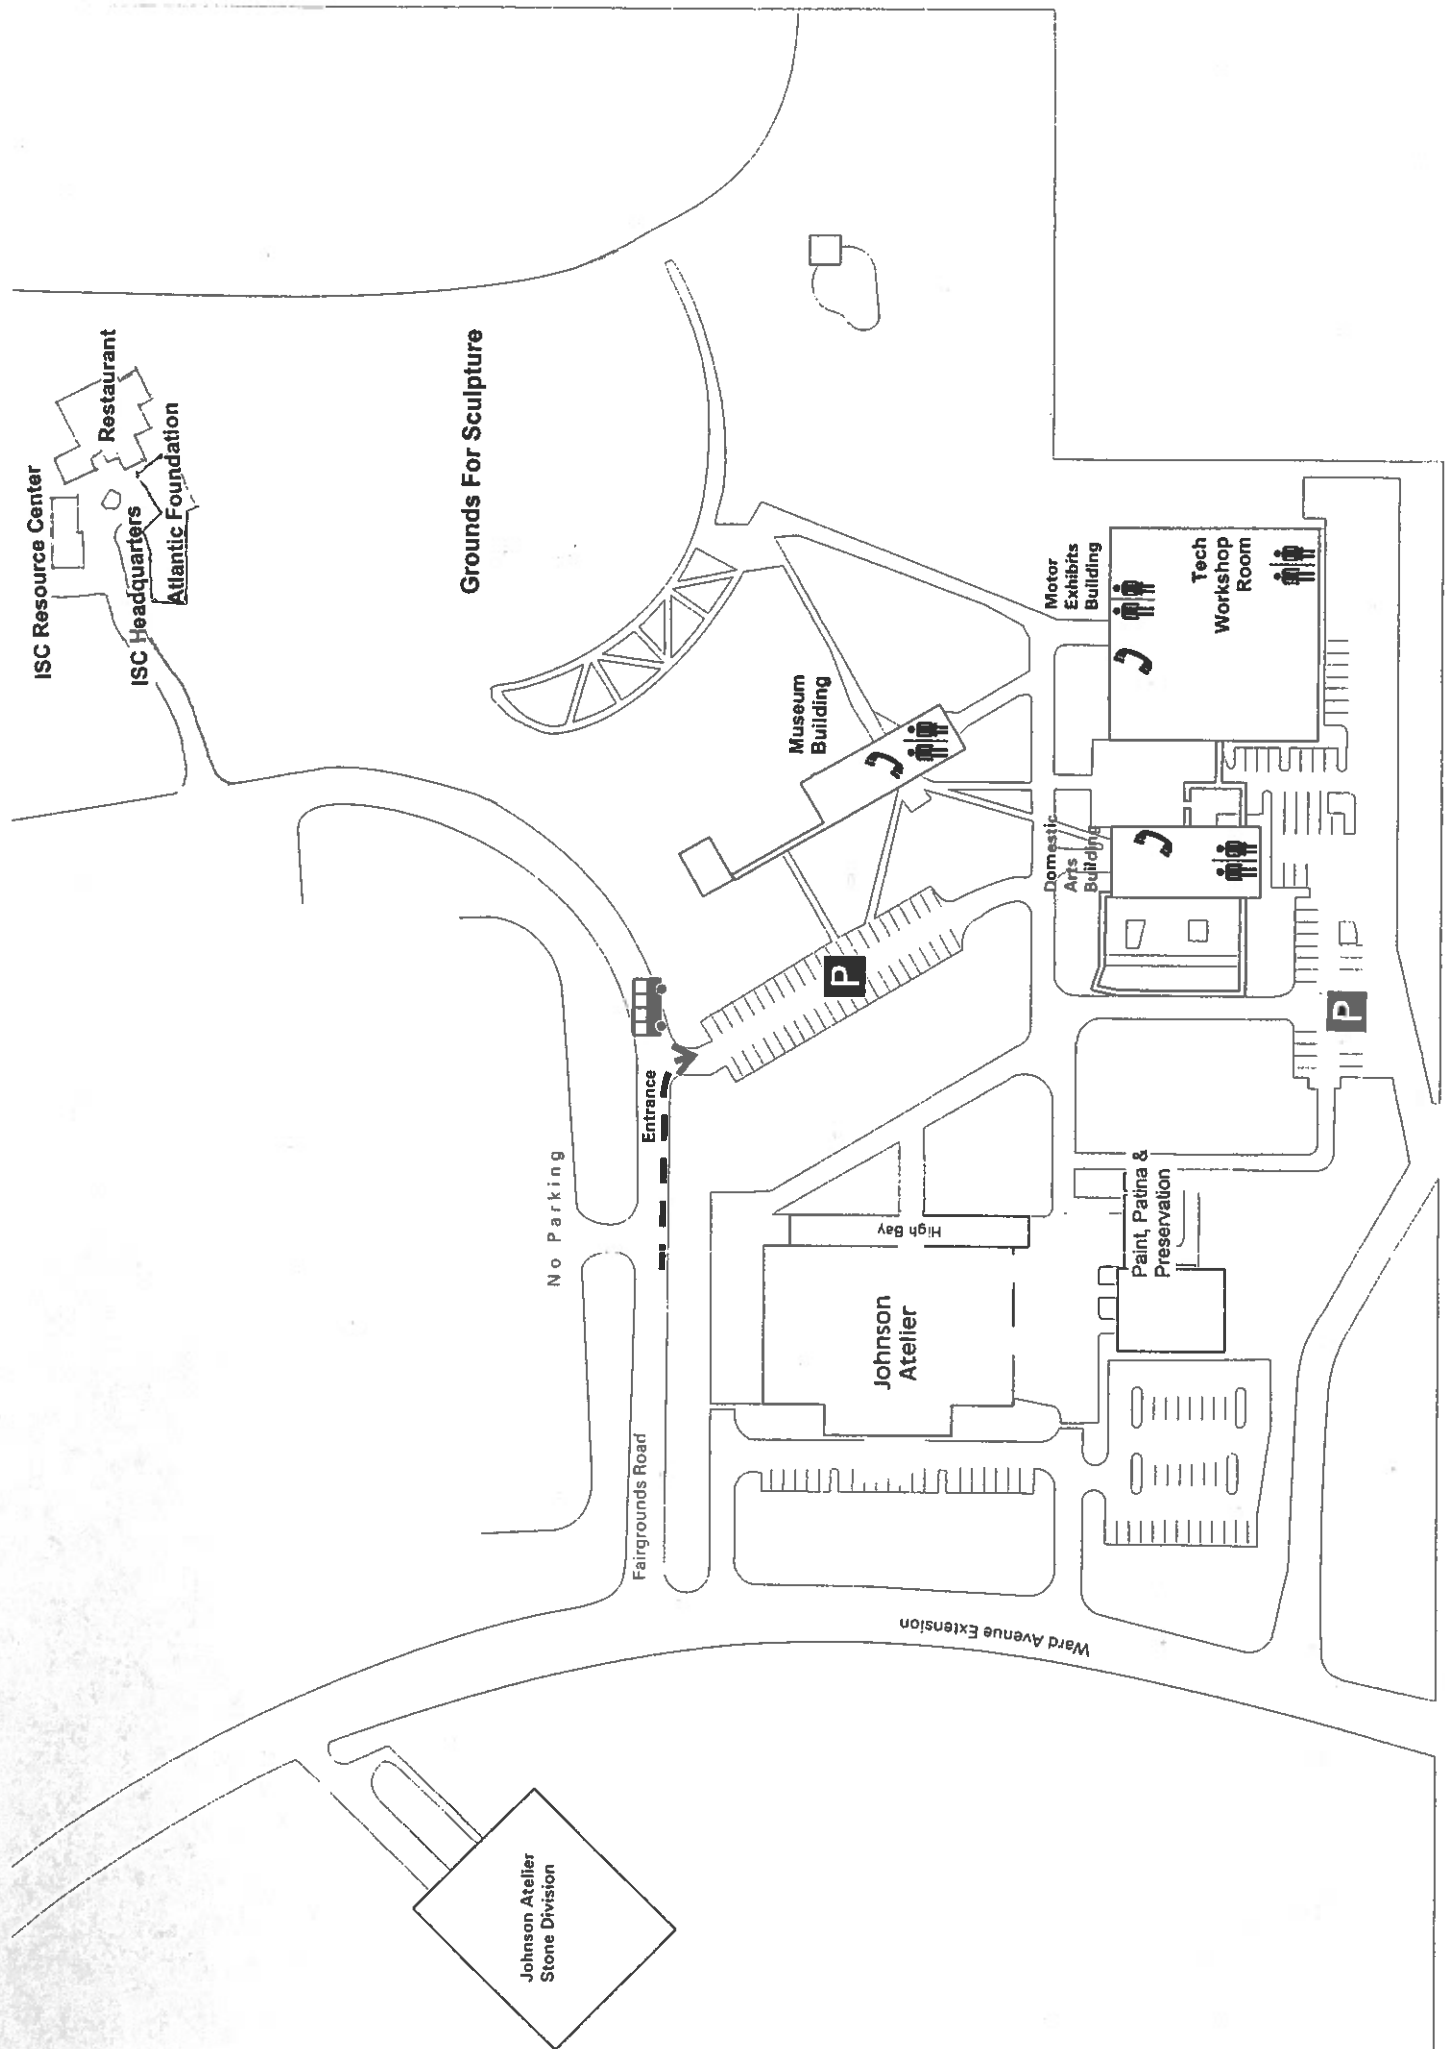 ISC Resource Center
Restaurant
ISC Headquarters
Atlantic Foundation
Grounds For Sculpture
Museum
Building
Motor
Exhibits
Building
Tech
Workshop
Room
Domestic
Arts
Building
P
P
Entrance
No Parking
High Bay
Johnson
Atelier
Paint, Patina &
Preservation
Fairgrounds Road
Ward Avenue Extension
Johnson Atelier
Stone Division